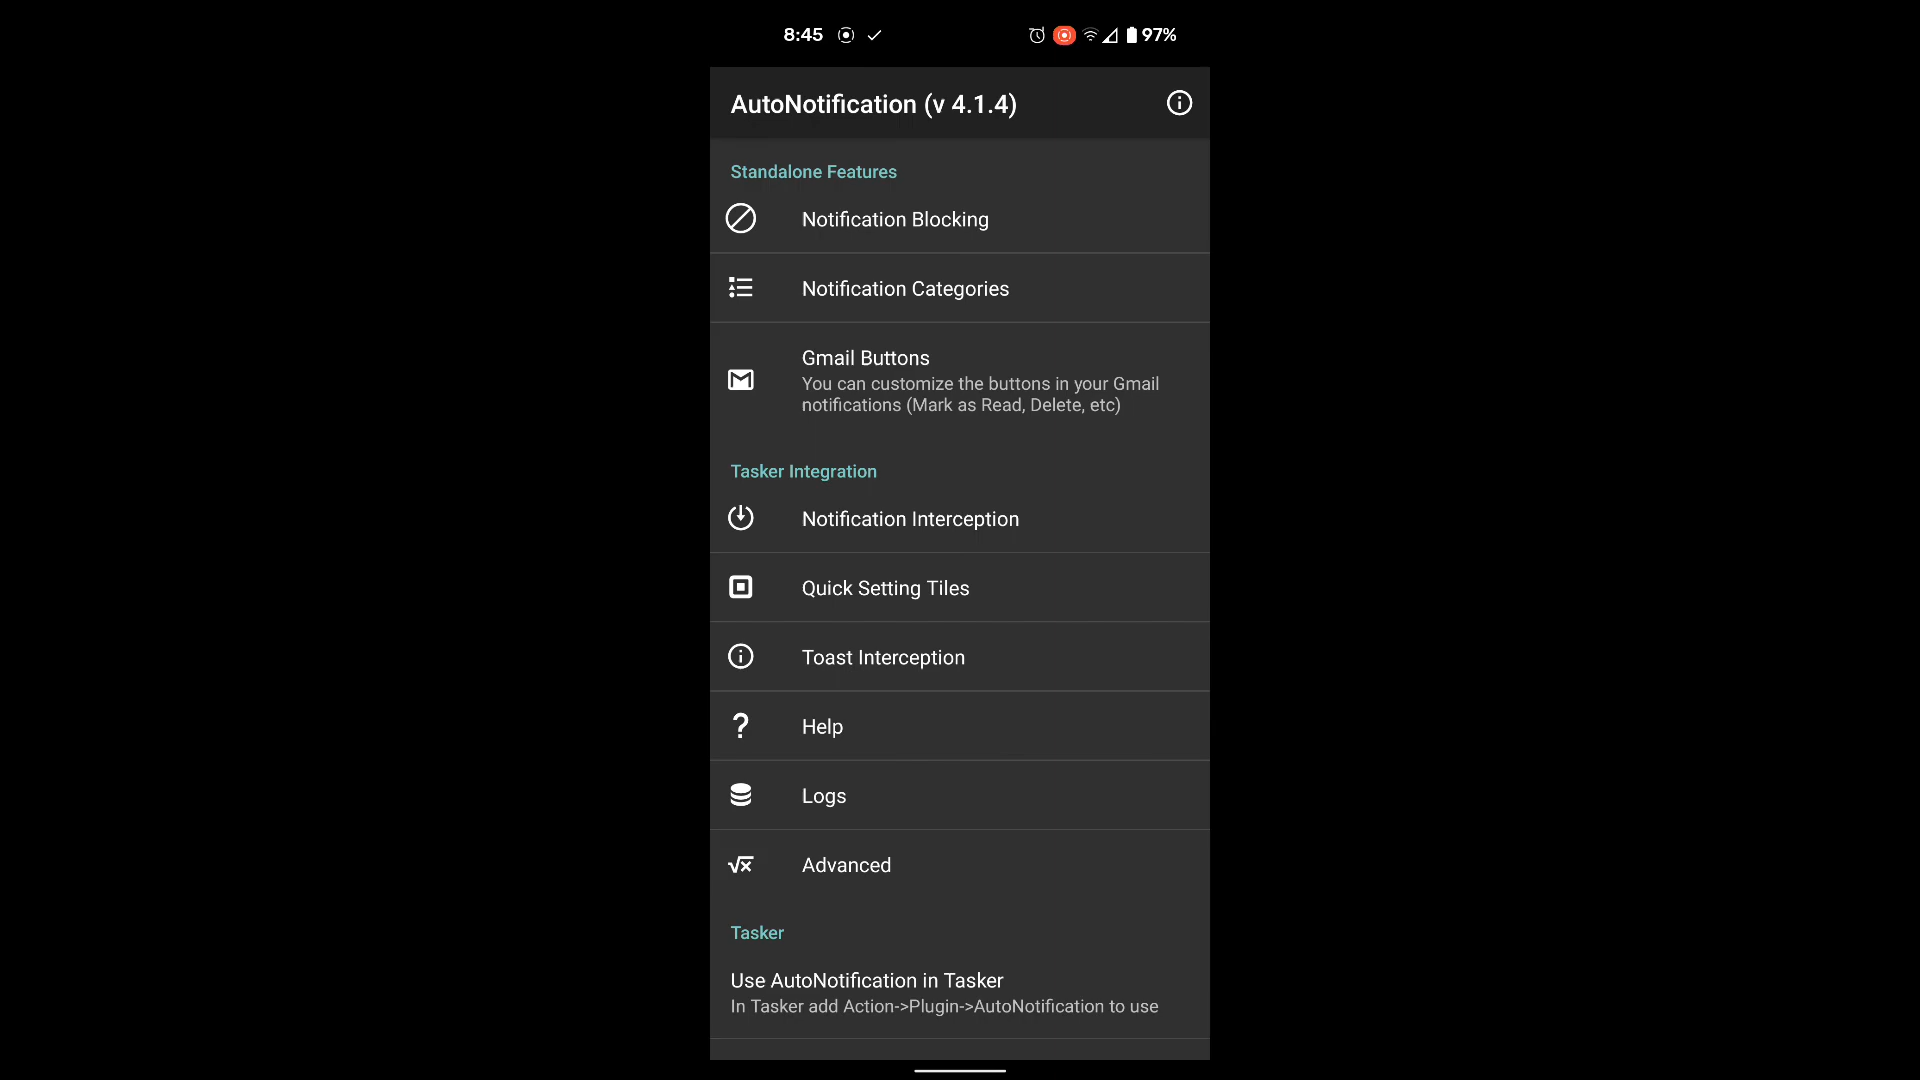 8:45 97%
AutoNotification (v 4.1.4)
Standalone Features
Notification Blocking
Notification Categories
Gmail Buttons
You can customize the buttons in your Gmail
notifications (Mark as Read, Delete, etc)
Tasker Integration
Notification Interception
Quick Setting Tiles
Toast Interception
Help
Logs
Advanced
Tasker
Use AutoNotification in Tasker
In Tasker add Action->Plugin->AutoNotification to use